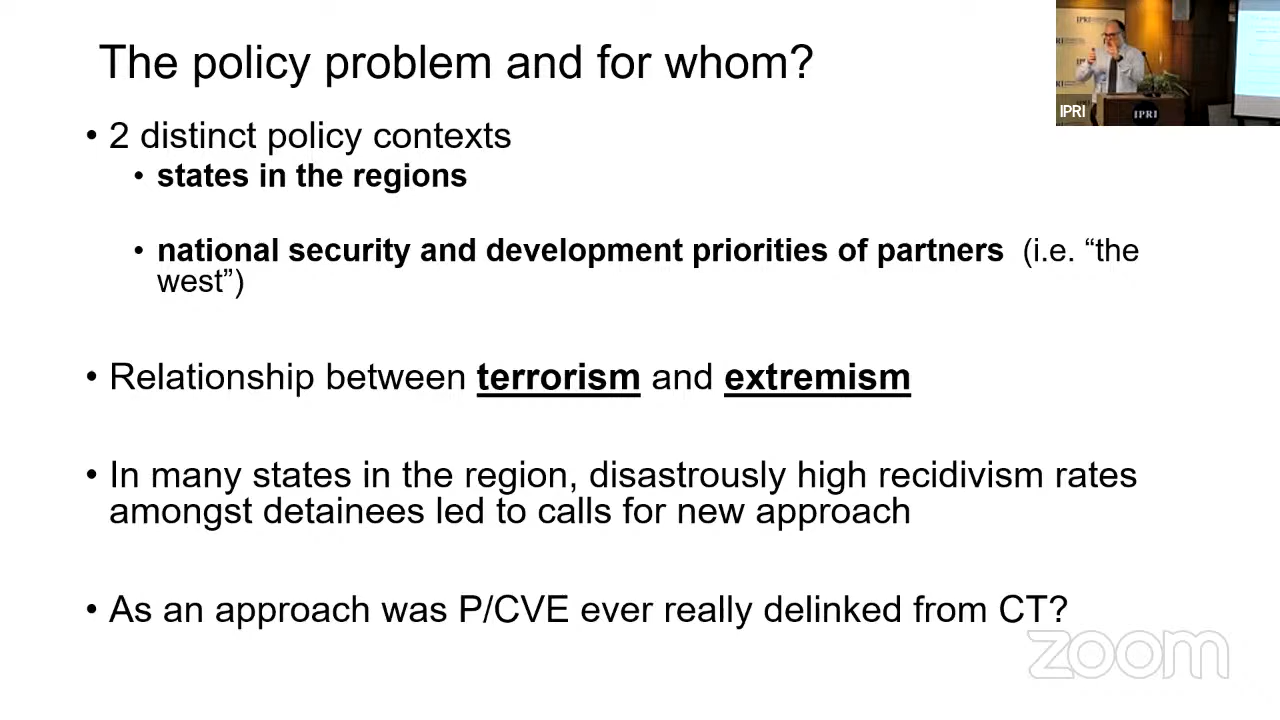 The policy problem and for whom?
• 2 distinct policy contexts
• states in the regions
• national security and development priorities of partners (i.e. “the
west”)
• Relationship between terrorism and extremism
• In many states in the region, disastrously high recidivism rates
amongst detainees led to calls for new approach
• As an approach was P/CVE ever really delinked from CT?
IPRI
IPRI
IPRI
zoom